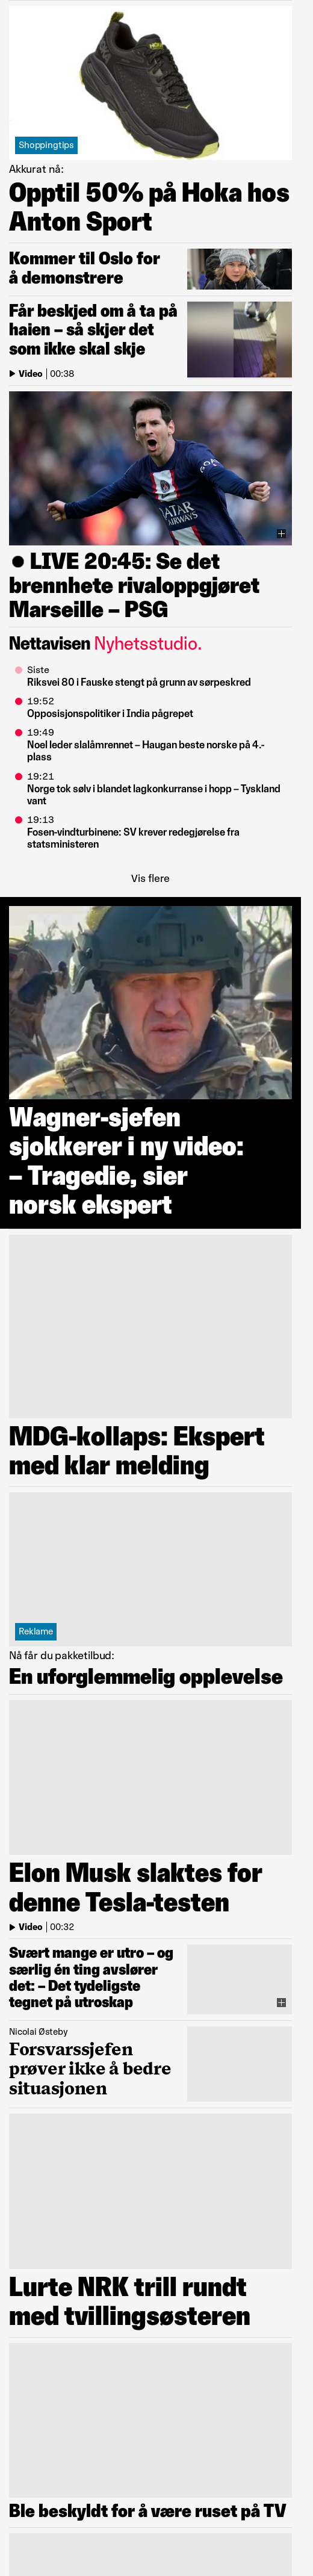 Shoppingtips
Akkurat nå:
Opptil 50% på Hoka hos
Anton Sport
Kommer til Oslo for
å demonstrere
Får beskjed om å ta på
haien – så skjer det
som ikke skal skje
Video | 00:38
LIVE 20:45: Se det
brennhete rivaloppgjøret
Marseille – PSG
Nettavisen Nyhetsstudio.
Siste
Riksvei 80 i Fauske stengt på grunn av sørpeskred
19:52
Opposisjonspolitiker i India pågrepet
19:49
Noel leder slalåmrennet – Haugan beste norske på 4.-
plass
19:21
Norge tok sølv i blandet lagkonkurranse i hopp – Tyskland
vant
19:13
Fosen-vindturbinene: SV krever redegjørelse fra
statsministeren
Vis flere
Wagner-sjefen
sjokkerer i ny video:
– Tragedie, sier
norsk ekspert
MDG-kollaps: Ekspert
med klar melding
Reklame
Nå får du pakketilbud:
En uforglemmelig opplevelse
Elon Musk slaktes for
denne Tesla-testen
Video | 00:32
Svært mange er utro – og
særlig én ting avslører
det: – Det tydeligste
tegnet på utroskap
Nicolai Østeby
Forsvarssjefen
prøver ikke å bedre
situasjonen
Lurte NRK trill rundt
med tvillingsøsteren
Ble beskyldt for å være ruset på TV